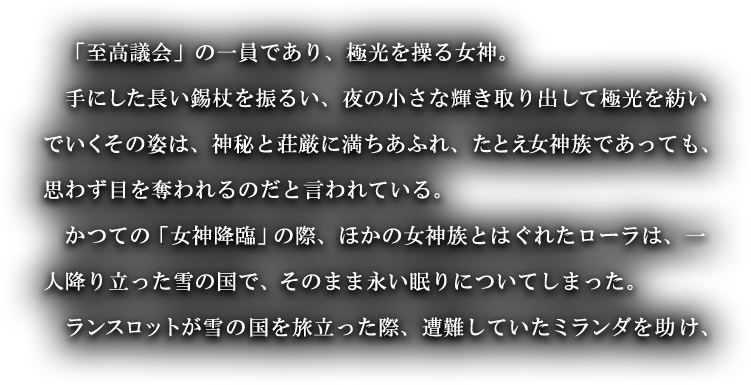 「至高議会」の一員であり、極光を操る女神。
手にした長い錫杖を振るい、夜の小さな輝き取り出して極光を紡い
でいくその姿は、神秘と荘厳に満ちあふれ、たとえ女神族であっても、
思わず目を奪われるのだと言われている。
かつての「女神降臨」の際、ほかの女神族とはぐれたローラは、一
人降り立った雪の国で、そのまま永い眠りについてしまった。
ランスロットが雪の国を旅立った際、遭難していたミランダを助け、